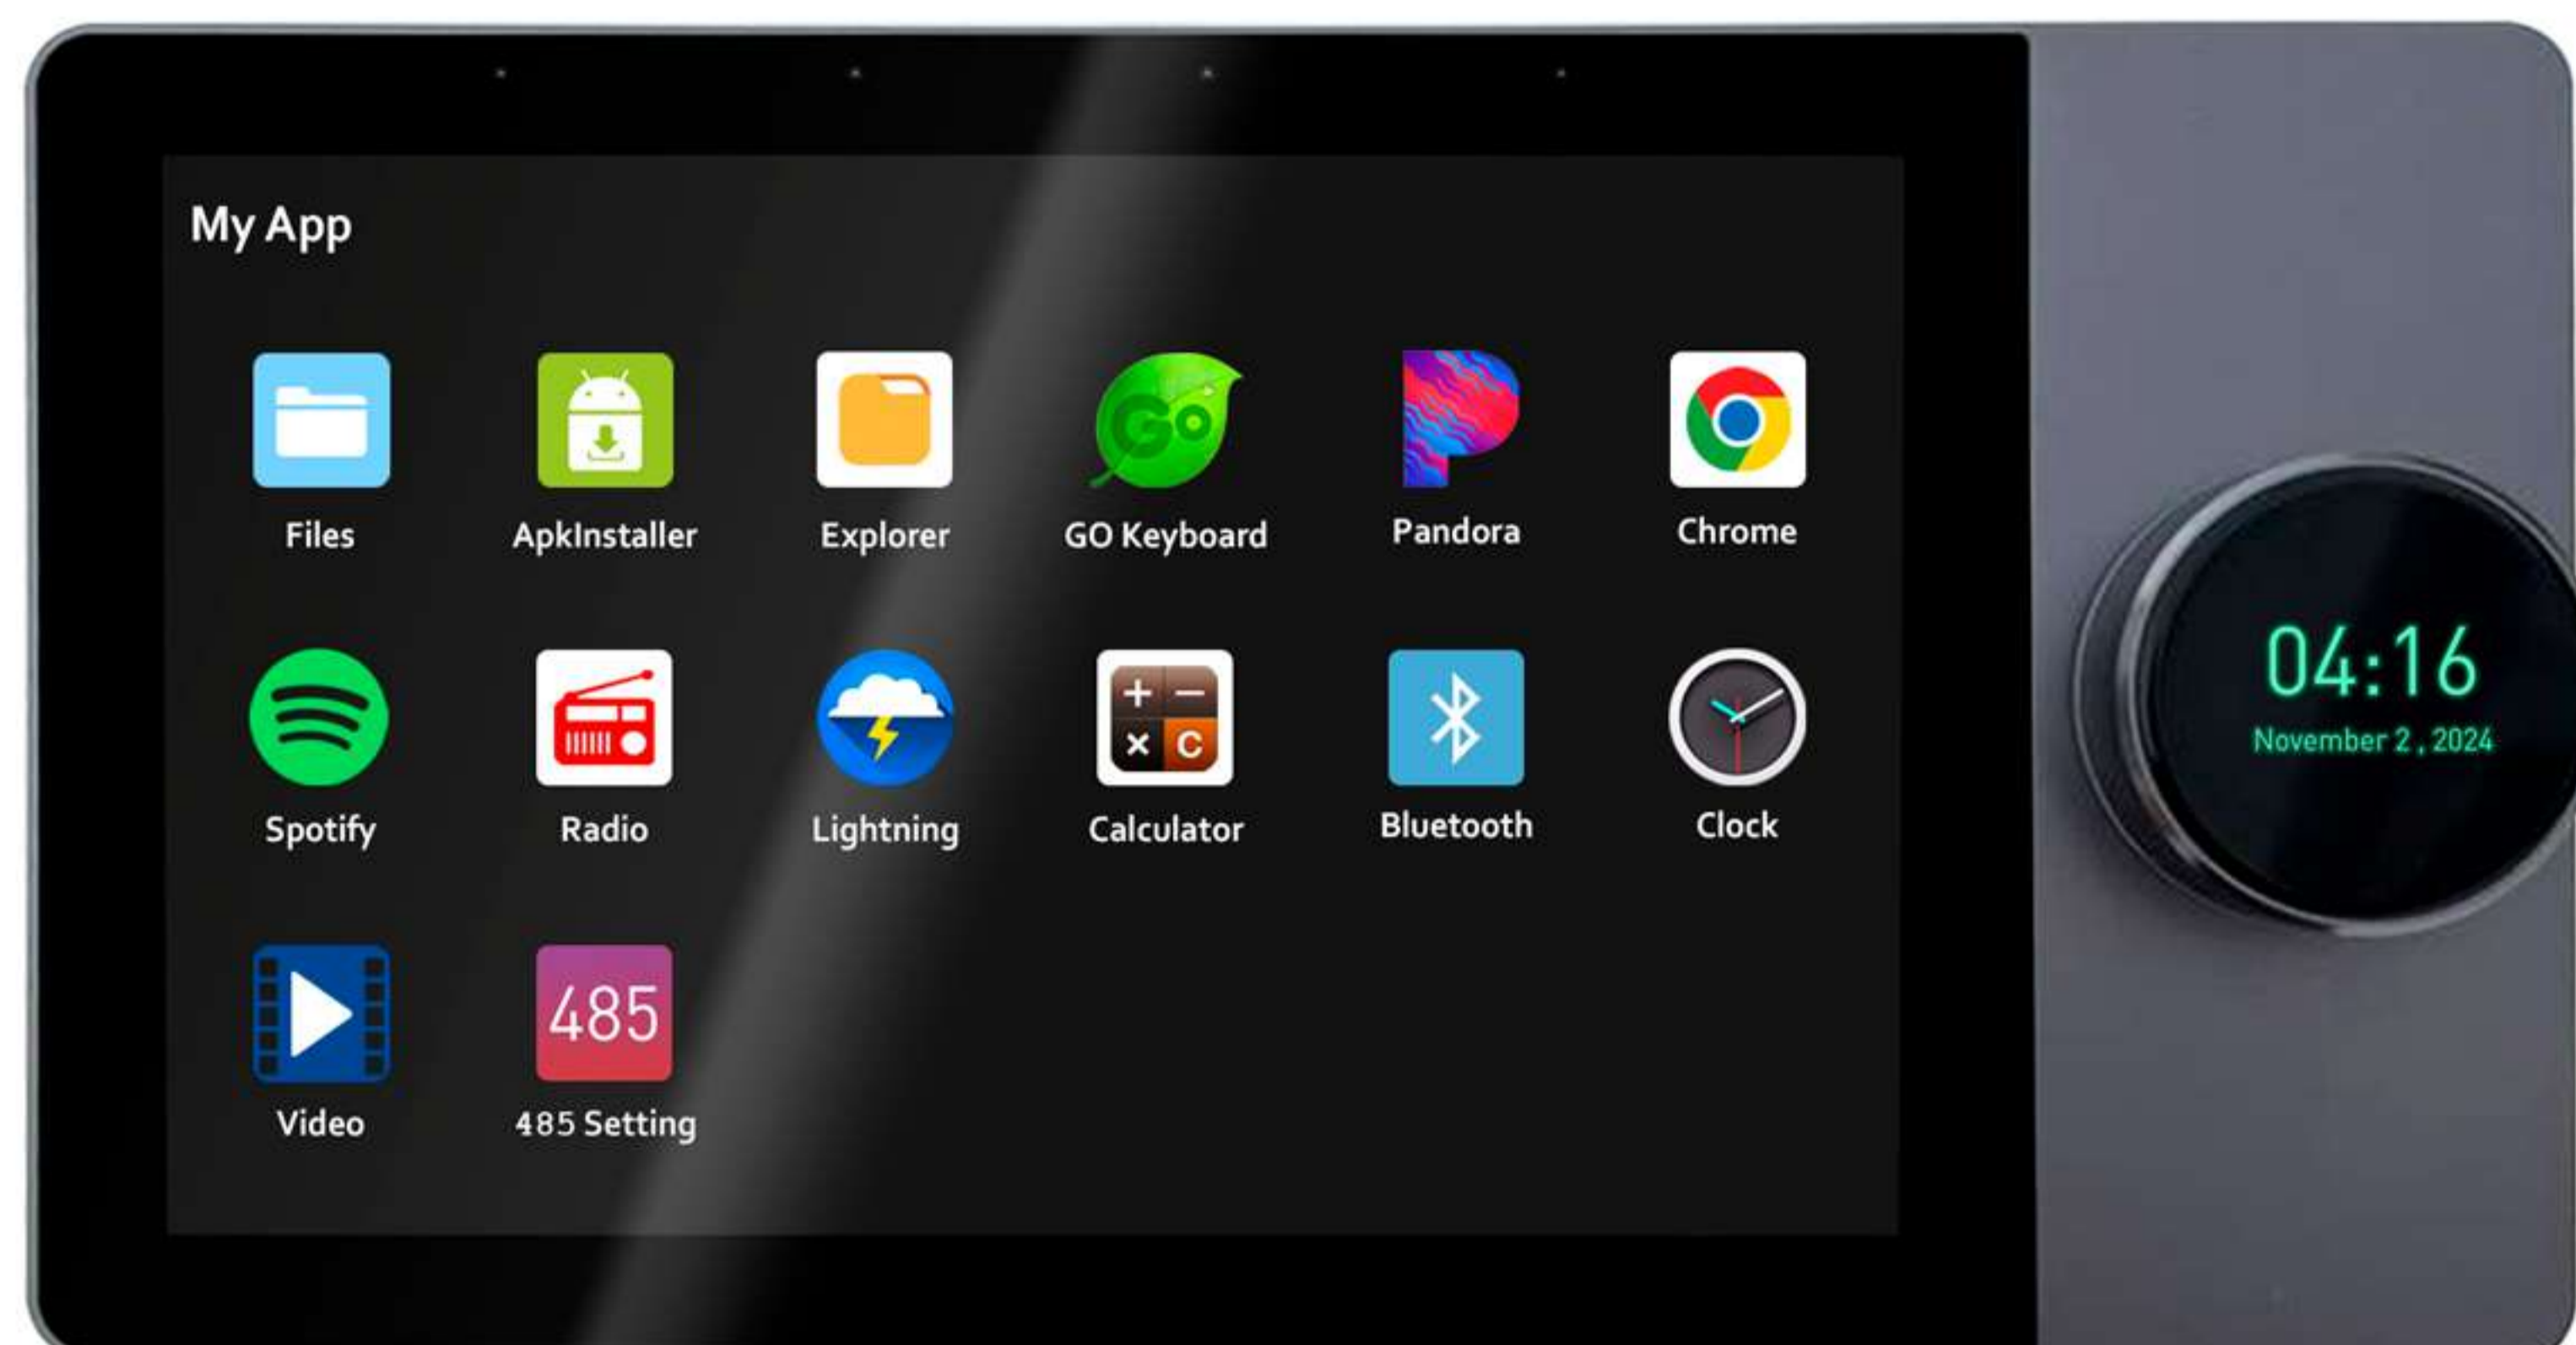 My App
Files ApkInstaller Explorer GO Keyboard Pandora Chrome
Spotify Radio Lightning Calculator Bluetooth Clock
Video 485 Setting
Go
+ −
× C
485
04:16
November 2 , 2024